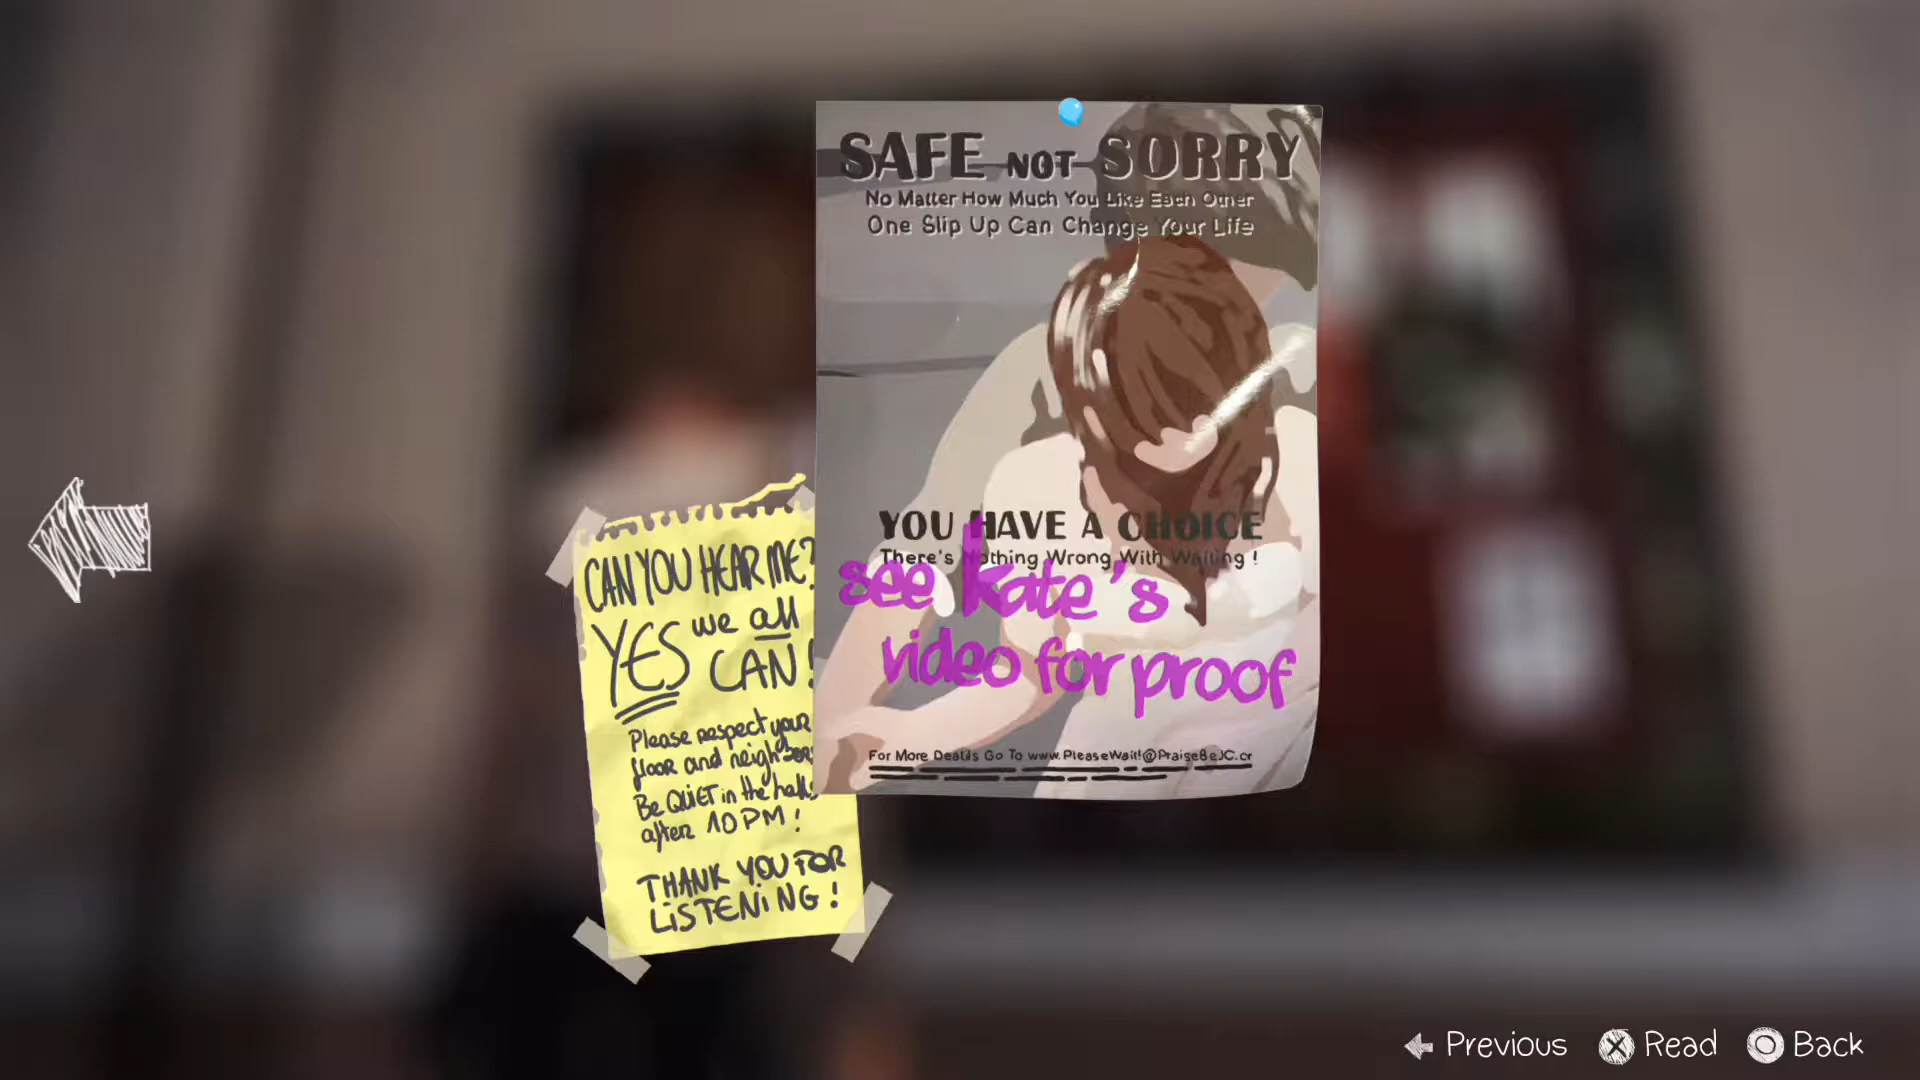 SAFE NOT SORRY
No Matter How Much You Like Each Other
One Slip Up Can Change Your Life
YOU HAVE A CHOICE
There's Nothing Wrong With Waiting !
see kate's
video for proof
For More Deatils Go To www.PleaseWait!@PraiseBeJC.cr
CAN YOU HEAR ME?
YES we all
CAN!
Please respect your
floor and neighbors
Be QUIET in the halls
after 10PM!
THANK YOU FOR
LISTENING!
Previous
Read
Back